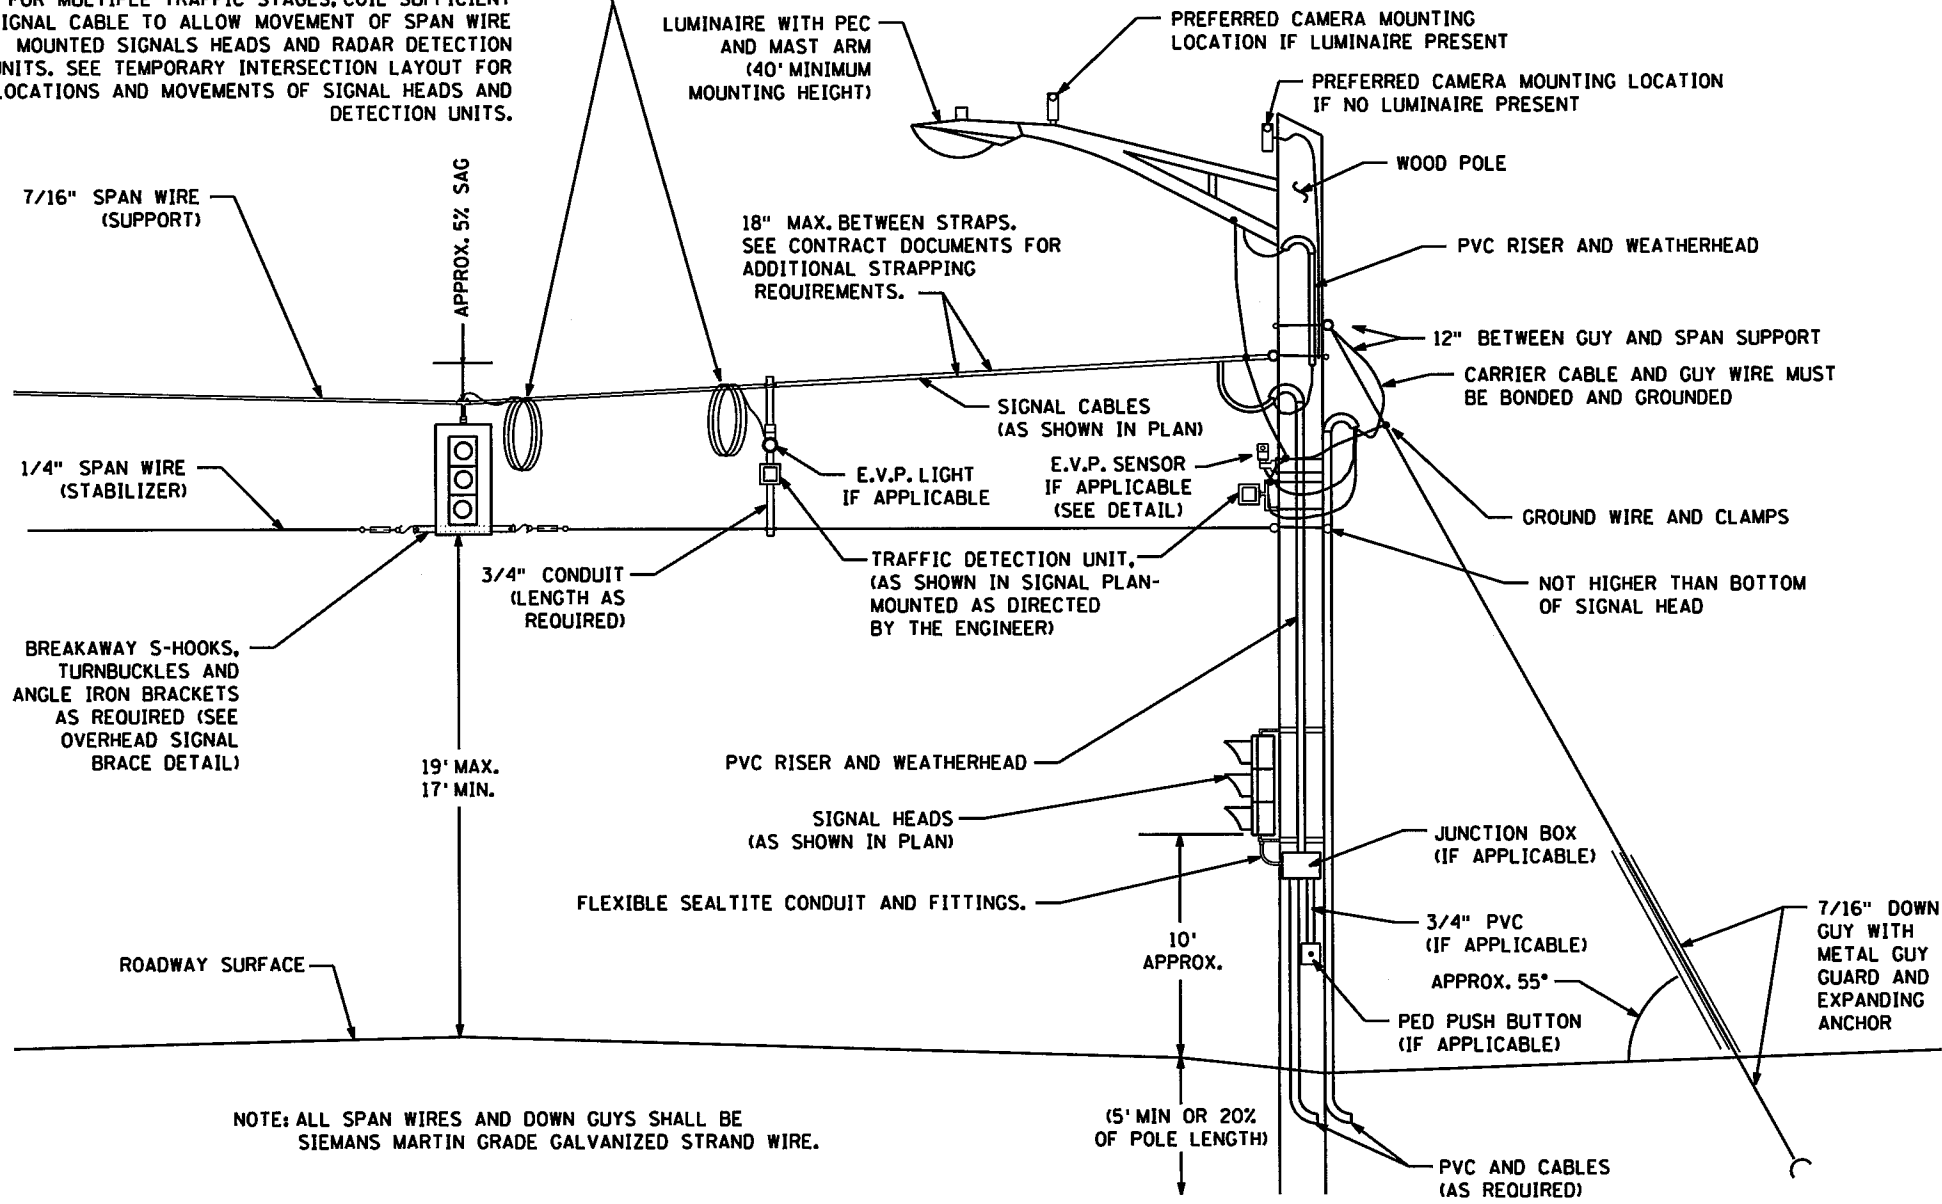 FOR MULTIPLE TRAFFIC STAGES, COIL SUFFICIENT
SIGNAL CABLE TO ALLOW MOVEMENT OF SPAN WIRE
MOUNTED SIGNALS HEADS AND RADAR DETECTION
UNITS. SEE TEMPORARY INTERSECTION LAYOUT FOR
LOCATIONS AND MOVEMENTS OF SIGNAL HEADS AND
DETECTION UNITS.
LUMINAIRE WITH PEC
AND MAST ARM
(40' MINIMUM
MOUNTING HEIGHT)
PREFERRED CAMERA MOUNTING
LOCATION IF LUMINAIRE PRESENT
PREFERRED CAMERA MOUNTING LOCATION
IF NO LUMINAIRE PRESENT
WOOD POLE
7/16" SPAN WIRE
(SUPPORT)
APPROX. 5% SAG
18" MAX. BETWEEN STRAPS.
SEE CONTRACT DOCUMENTS FOR
ADDITIONAL STRAPPING
REQUIREMENTS.
PVC RISER AND WEATHERHEAD
12" BETWEEN GUY AND SPAN SUPPORT
CARRIER CABLE AND GUY WIRE MUST
BE BONDED AND GROUNDED
SIGNAL CABLES
(AS SHOWN IN PLAN)
1/4" SPAN WIRE
(STABILIZER)
E.V.P. LIGHT
IF APPLICABLE
E.V.P. SENSOR
IF APPLICABLE
(SEE DETAIL)
GROUND WIRE AND CLAMPS
3/4" CONDUIT
(LENGTH AS
REQUIRED)
TRAFFIC DETECTION UNIT,
(AS SHOWN IN SIGNAL PLAN-
MOUNTED AS DIRECTED
BY THE ENGINEER)
NOT HIGHER THAN BOTTOM
OF SIGNAL HEAD
BREAKAWAY S-HOOKS,
TURNBUCKLES AND
ANGLE IRON BRACKETS
AS REQUIRED (SEE
OVERHEAD SIGNAL
BRACE DETAIL)
19' MAX.
17' MIN.
PVC RISER AND WEATHERHEAD
SIGNAL HEADS
(AS SHOWN IN PLAN)
JUNCTION BOX
(IF APPLICABLE)
FLEXIBLE SEALTITE CONDUIT AND FITTINGS.
3/4" PVC
(IF APPLICABLE)
7/16" DOWN
GUY WITH
METAL GUY
GUARD AND
EXPANDING
ANCHOR
10'
APPROX.
ROADWAY SURFACE
APPROX. 55°
PED PUSH BUTTON
(IF APPLICABLE)
NOTE: ALL SPAN WIRES AND DOWN GUYS SHALL BE
SIEMANS MARTIN GRADE GALVANIZED STRAND WIRE.
(5' MIN OR 20%
OF POLE LENGTH)
PVC AND CABLES
(AS REQUIRED)